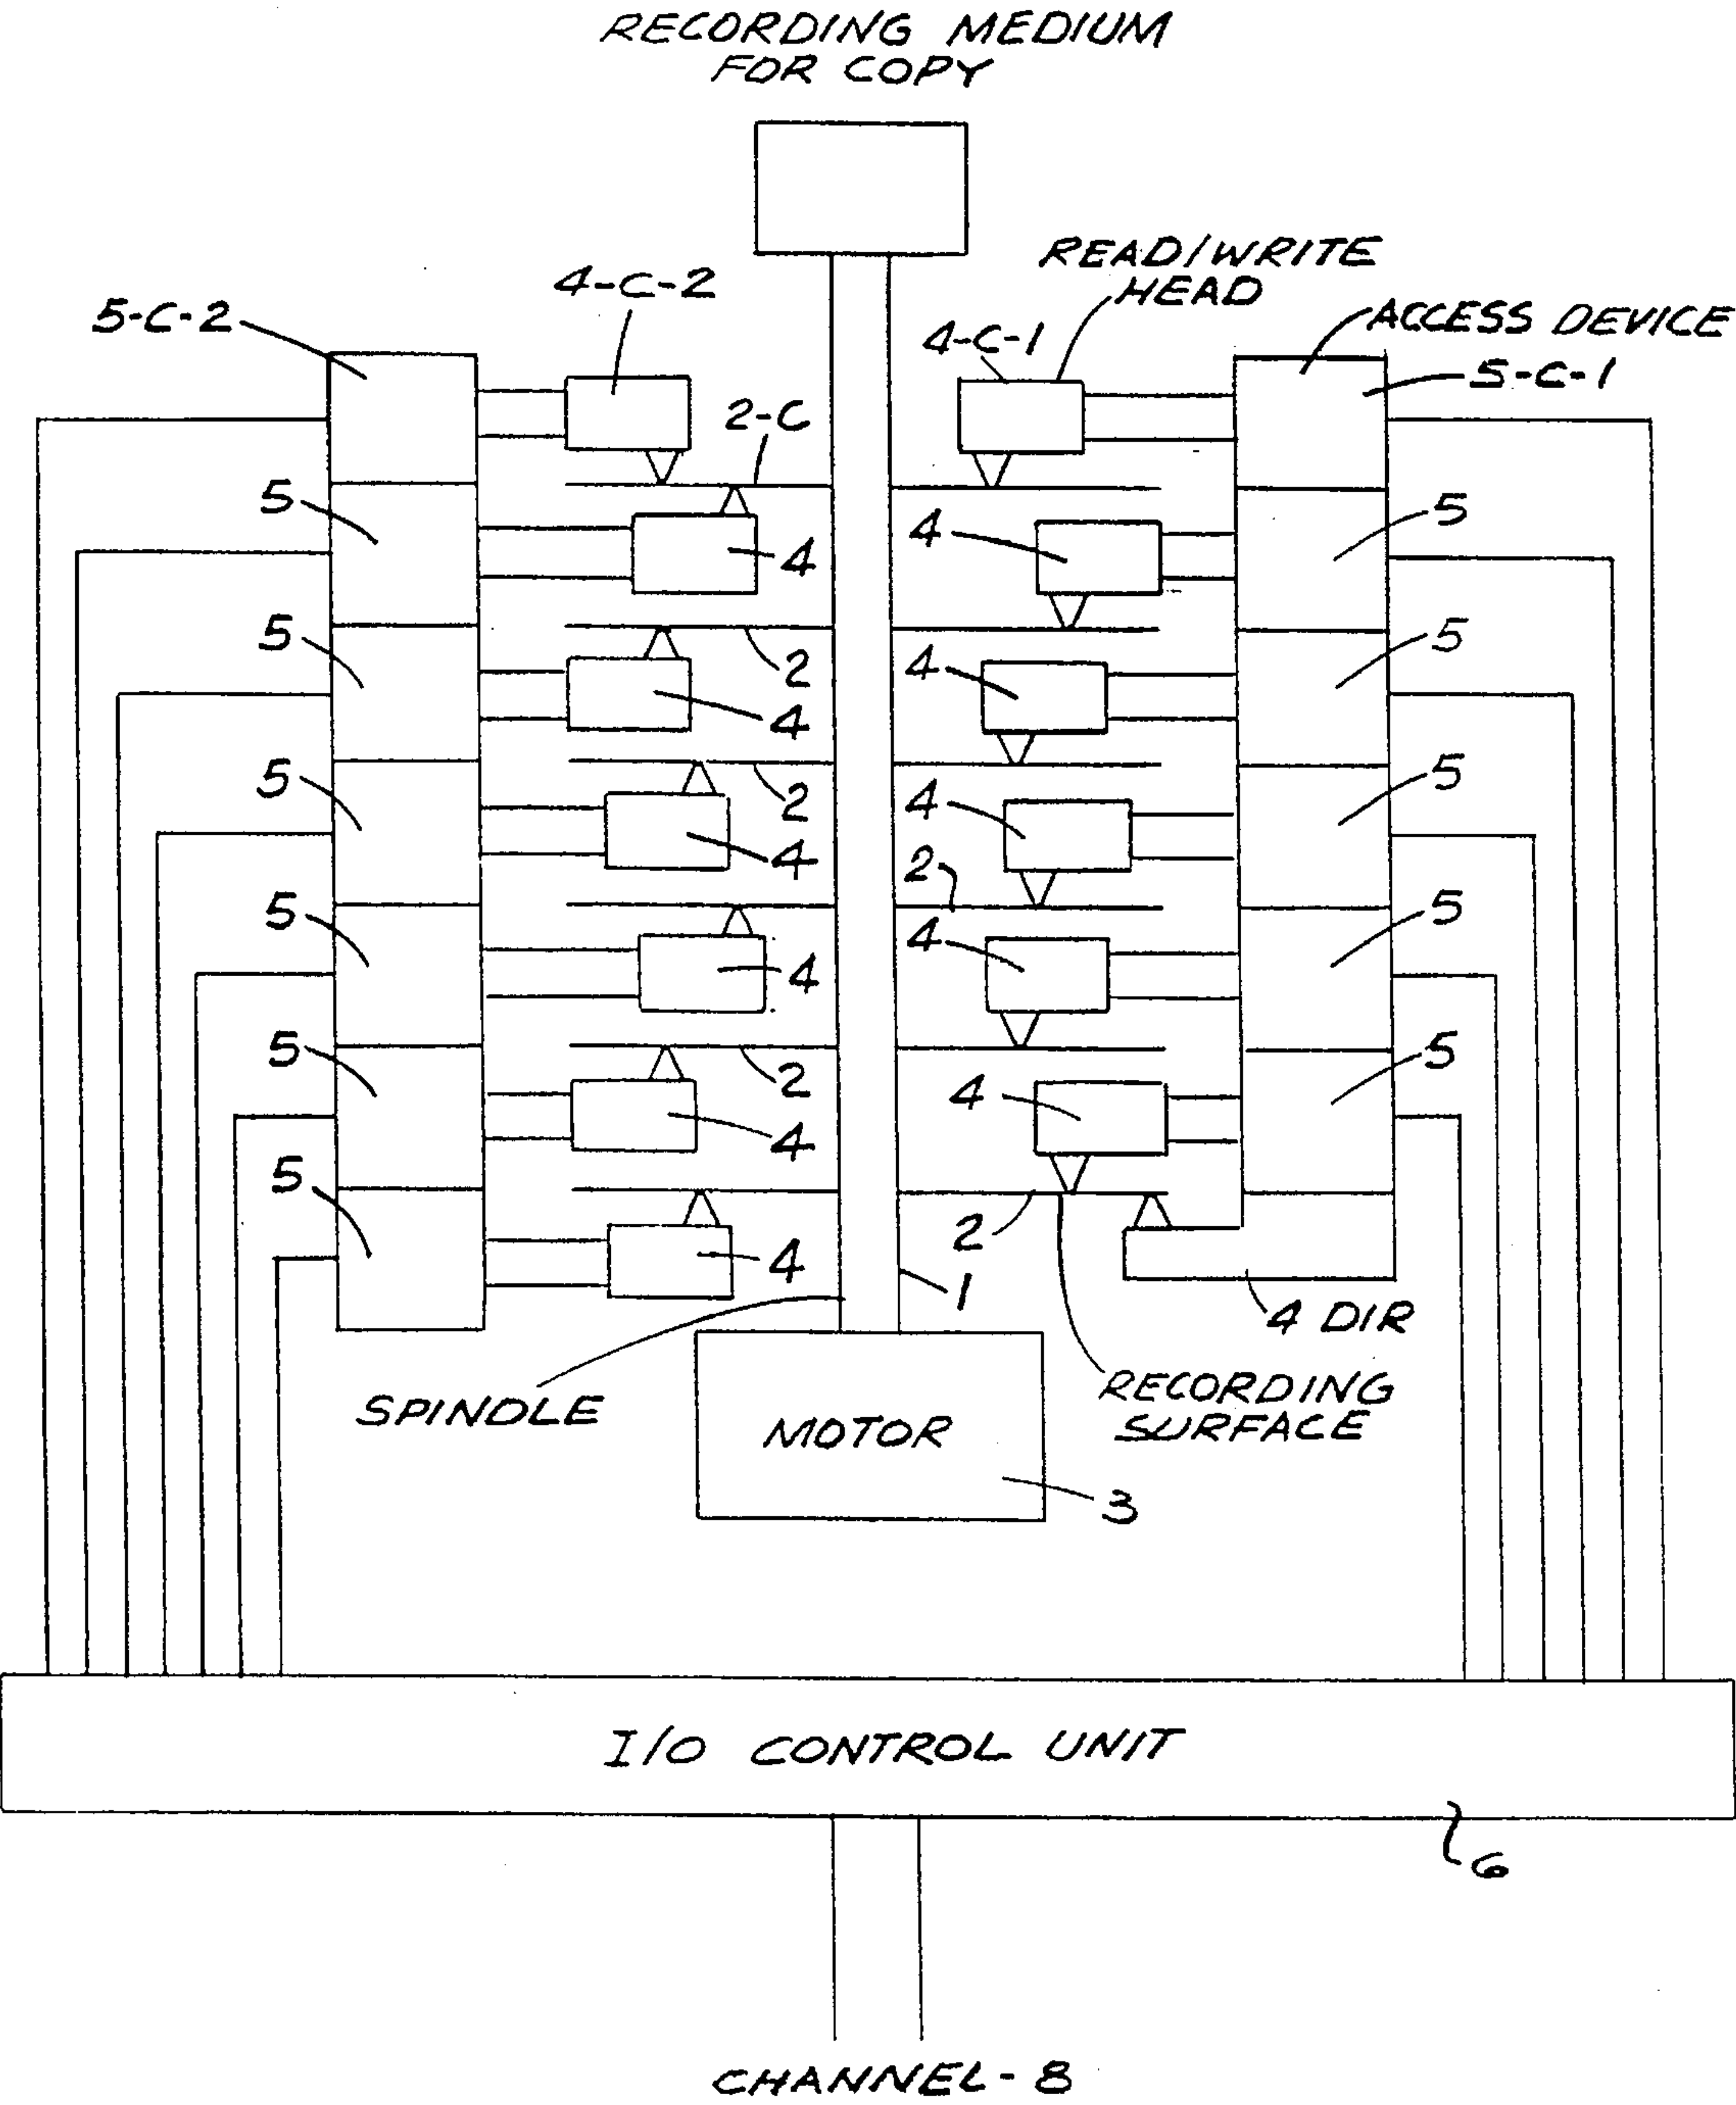 RECORDING MEDIUM
FOR COPY
READ/WRITE
HEAD
4-C-2
5-C-2
4-C-1
ACCESS DEVICE
5-C-1
2-C
5
5
4
4
5
5
2
4
4
5
5
2
4
4
2
5
5
4
4
5
5
2
4
4
5
2
4
1
4 DIR
SPINDLE
RECORDING
SURFACE
MOTOR
3
I/O CONTROL UNIT
6
CHANNEL-8